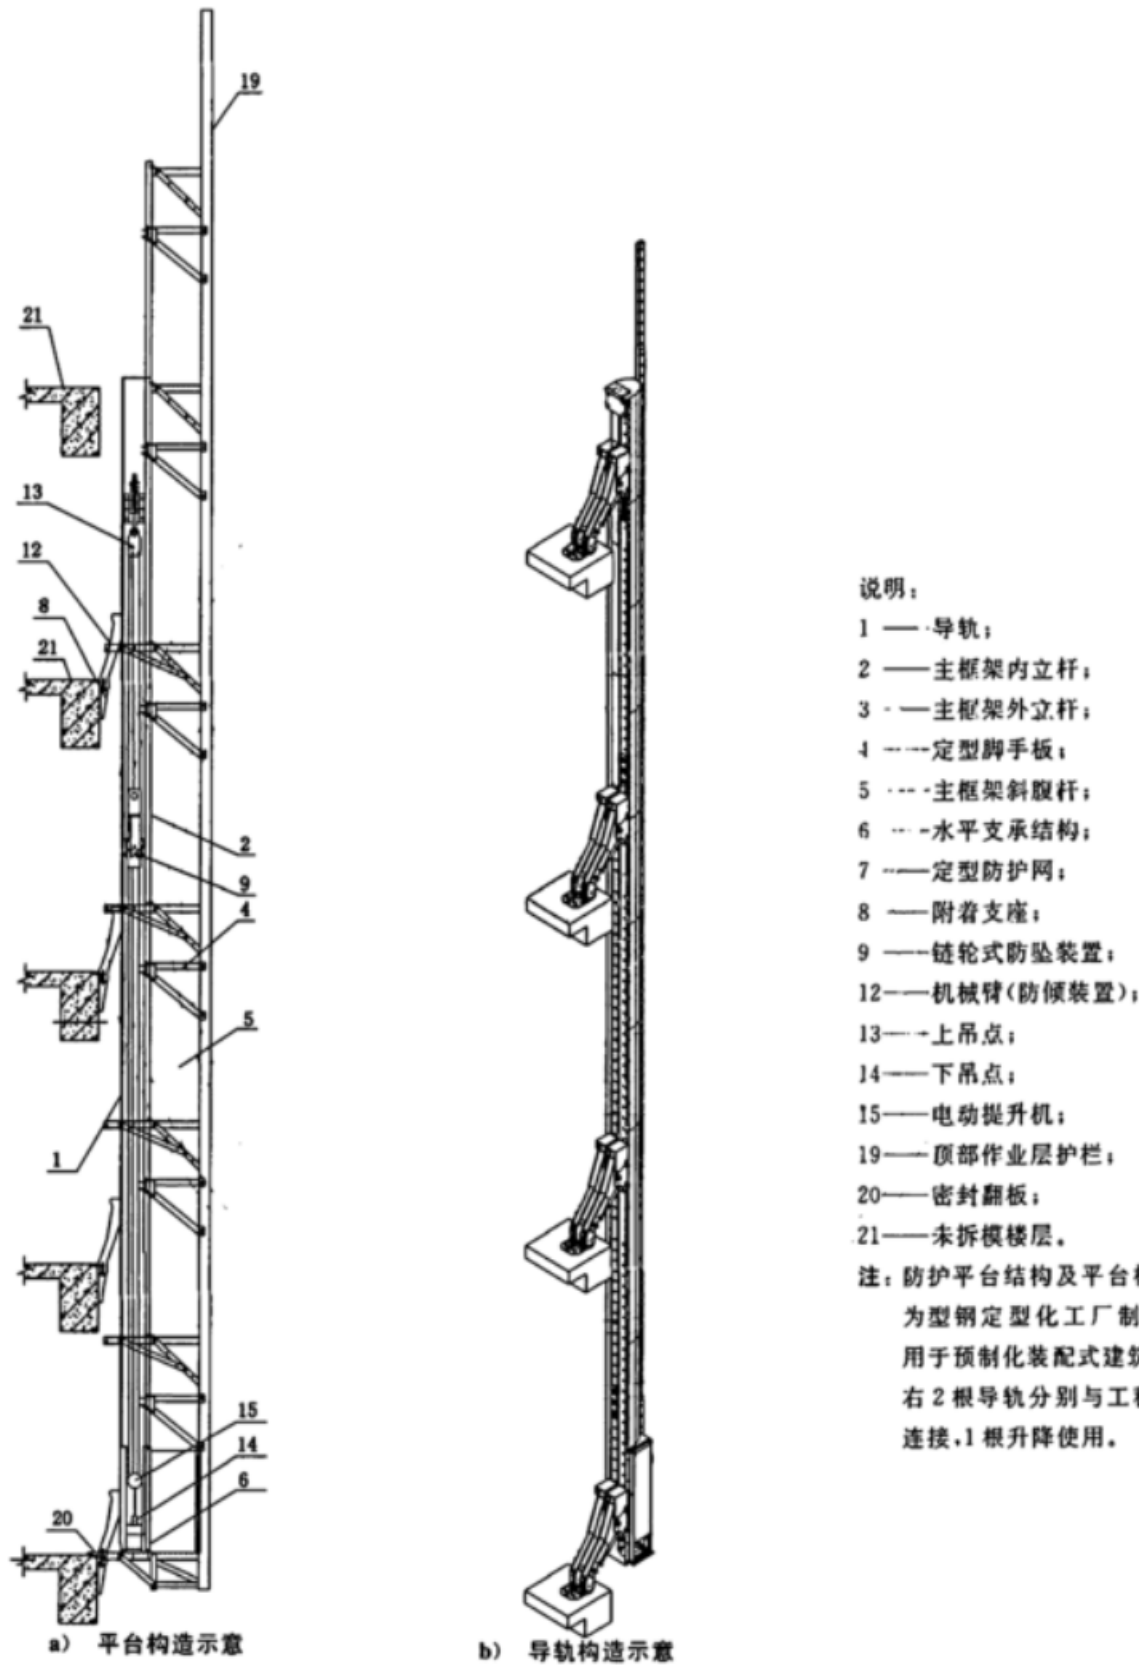 19
21
13
12
8
21
2
9
4
5
1
15
14
6
20
a) 平台构造示意
b) 导轨构造示意
说明：
1 —— 导轨；
2 —— 主框架内立杆；
3 —— 主框架外立杆；
4 —— 定型脚手板；
5 —— 主框架斜腹杆；
6 —— 水平支承结构；
7 —— 定型防护网；
8 —— 附着支座；
9 —— 链轮式防坠装置；
12——机械臂(防倾装置)；
13——上吊点；
14——下吊点；
15——电动提升机；
19——顶部作业层护栏；
20——密封翻板；
21——未拆模楼层。
注：防护平台结构及平台
为型钢定型化工厂制
用于预制化装配式建
右2根导轨分别与工
连接，1根升降使用。